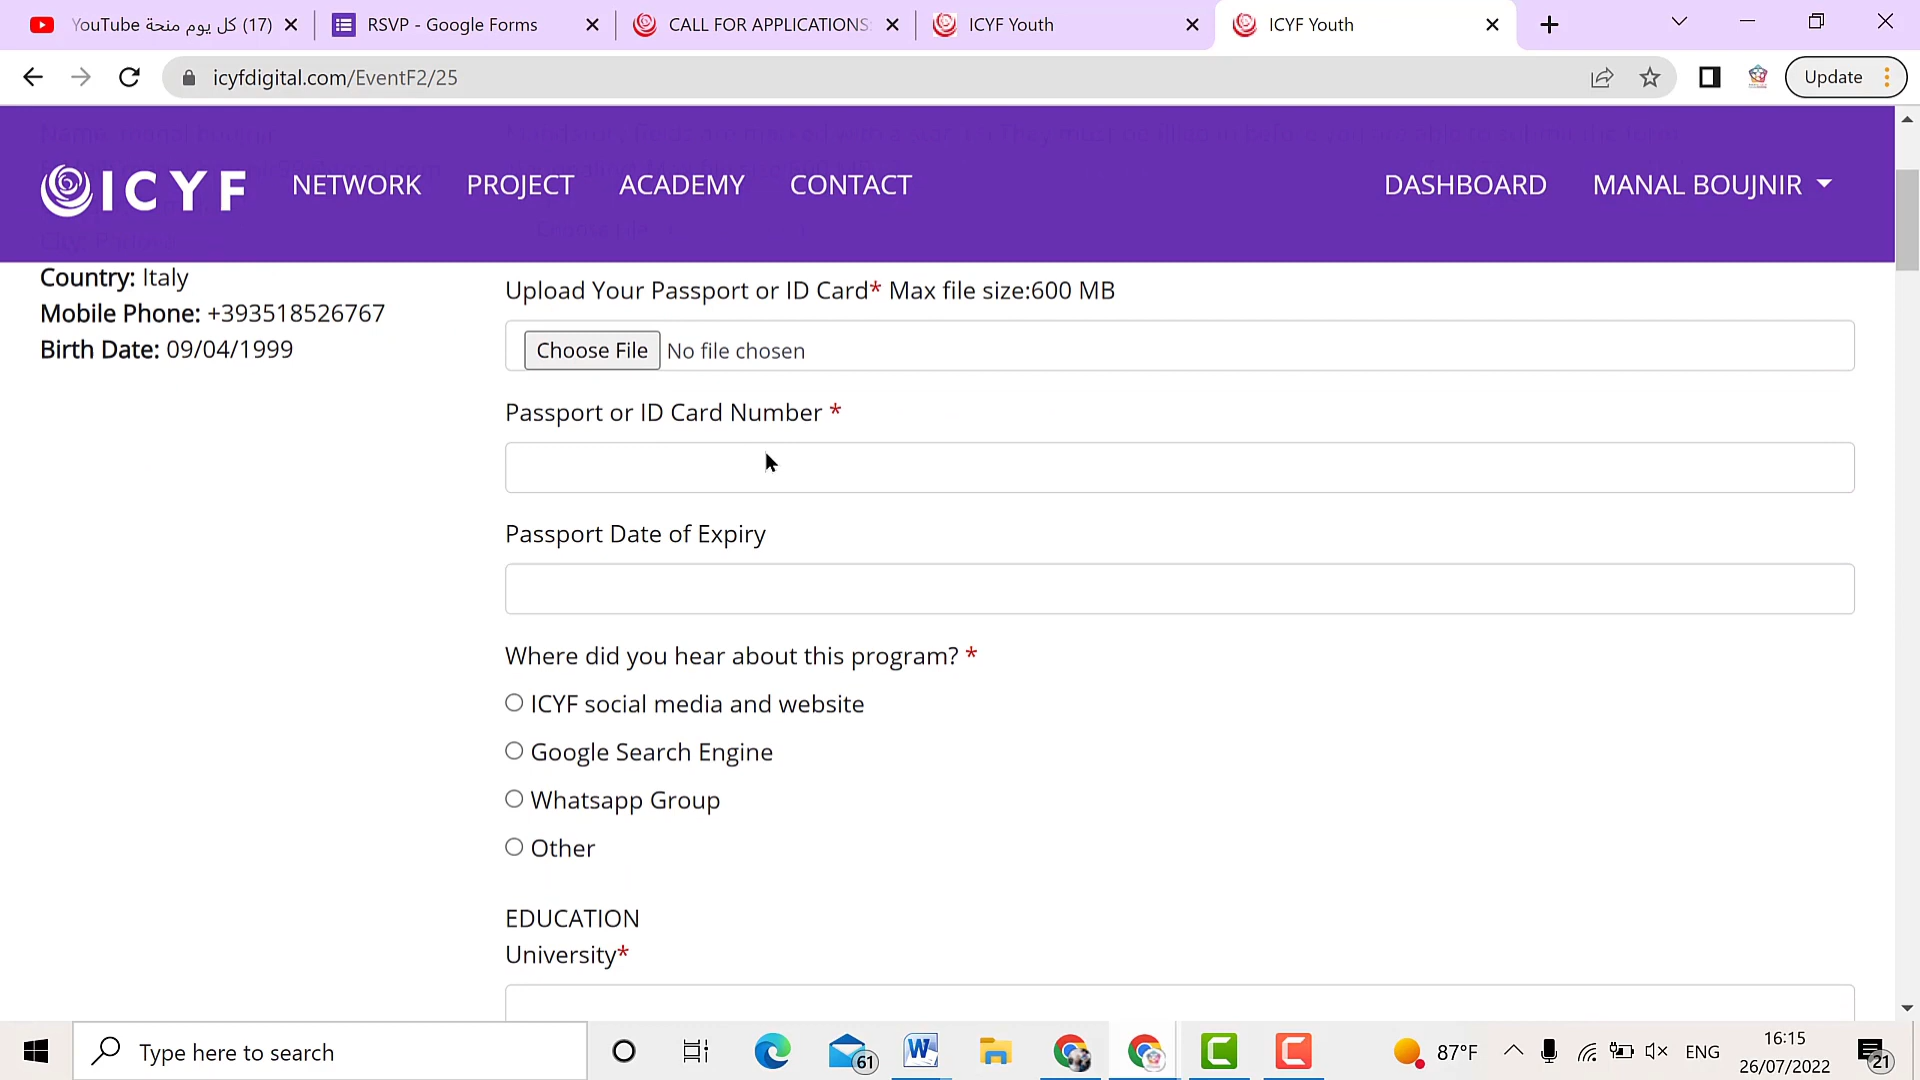 YouTube كل يوم منحة (17)
RSVP - Google Forms
CALL FOR APPLICATIONS:
ICYF Youth
ICYF Youth
icyfdigital.com/EventF2/25
Update
ICYF
NETWORK
PROJECT
ACADEMY
CONTACT
DASHBOARD
MANAL BOUJNIR
Country: Italy
Mobile Phone: +393518526767
Birth Date: 09/04/1999
Upload Your Passport or ID Card* Max file size:600 MB
Choose File No file chosen
Passport or ID Card Number *
Passport Date of Expiry
Where did you hear about this program? *
ICYF social media and website
Google Search Engine
Whatsapp Group
Other
EDUCATION
University*
Type here to search
61
87°F
ENG
16:15
26/07/2022
21